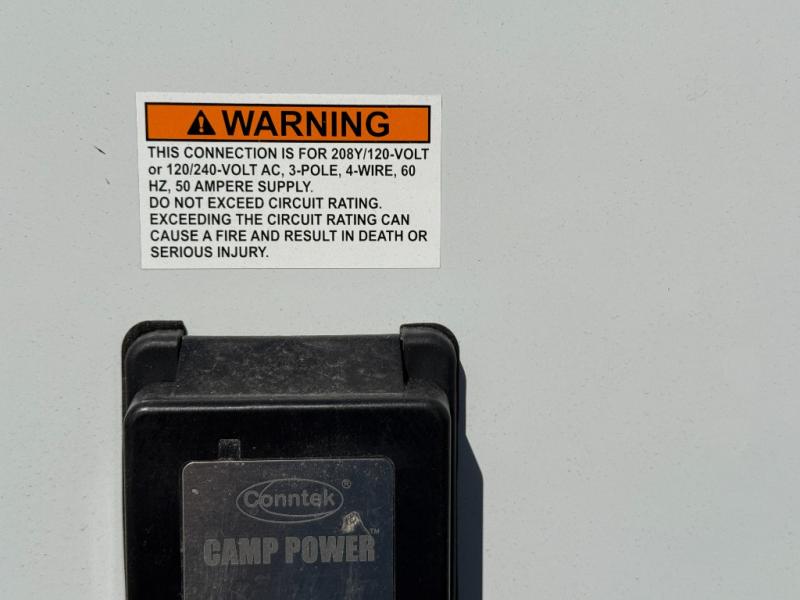 WARNING
THIS CONNECTION IS FOR 208Y/120-VOLT
or 120/240-VOLT AC, 3-POLE, 4-WIRE, 60
HZ, 50 AMPERE SUPPLY.
DO NOT EXCEED CIRCUIT RATING.
EXCEEDING THE CIRCUIT RATING CAN
CAUSE A FIRE AND RESULT IN DEATH OR
SERIOUS INJURY.
Conntek®
CAMP POWER™